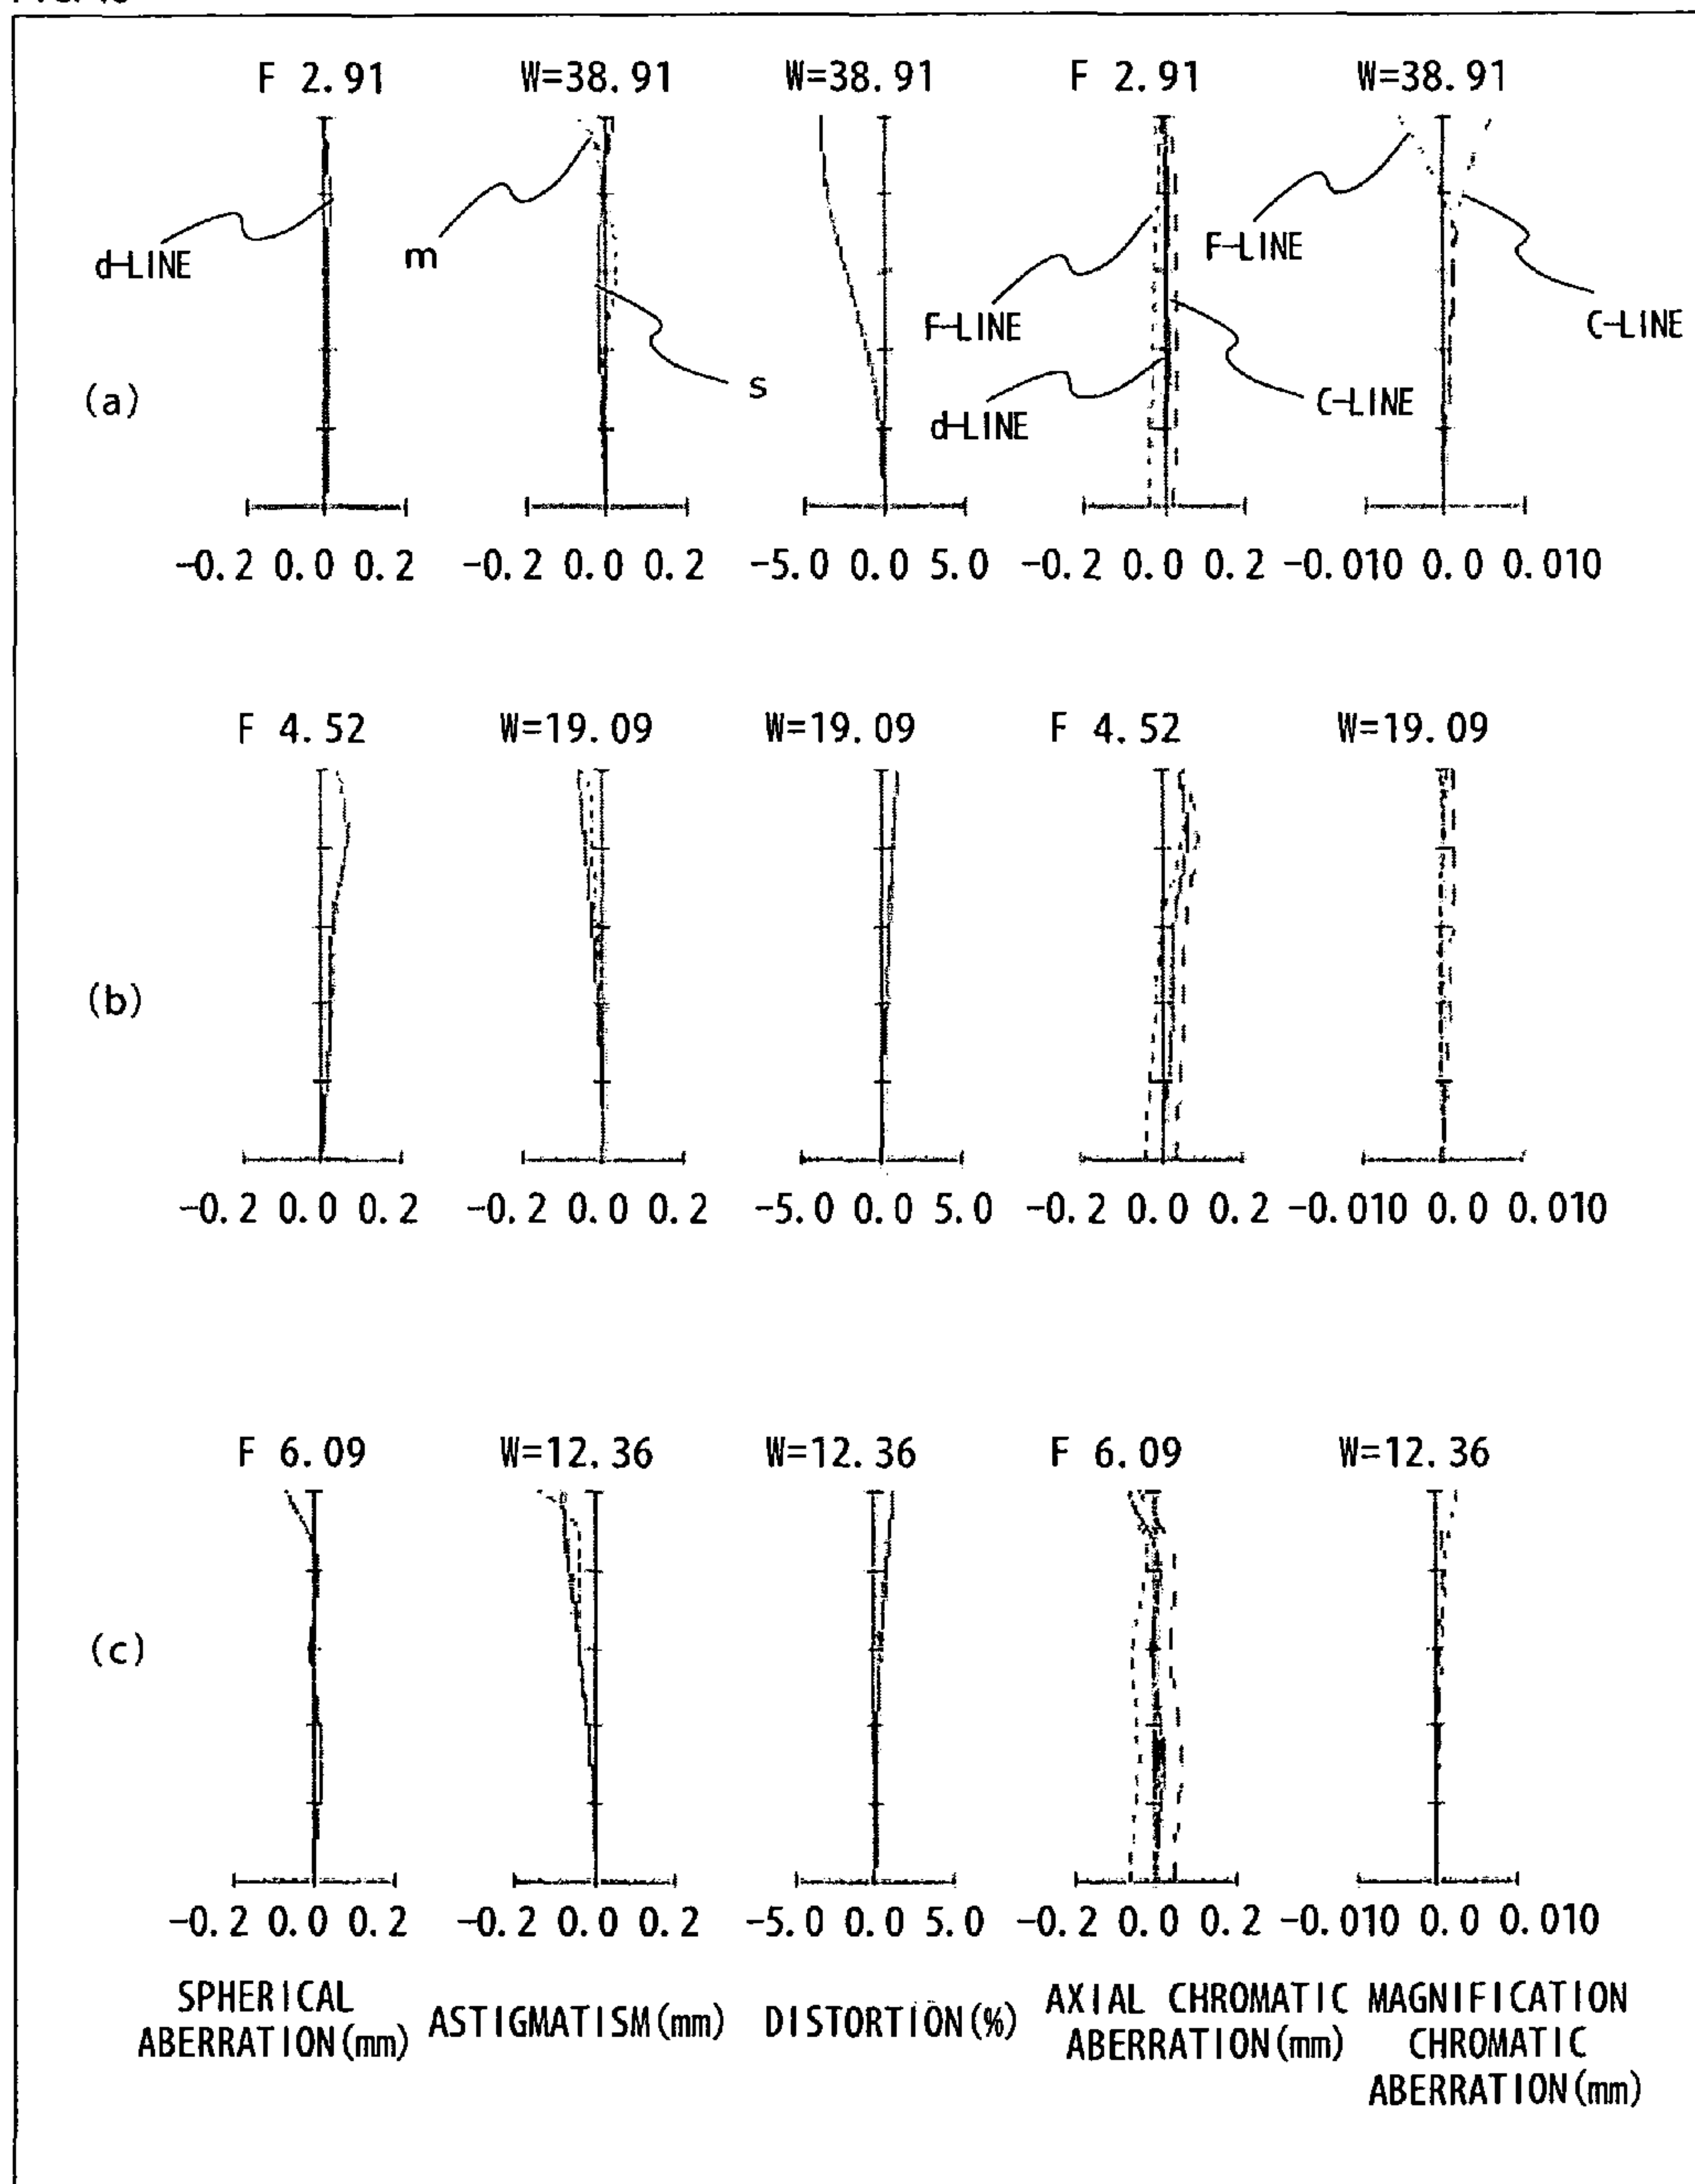 F 2.91 W=38.91 W=38.91 F 2.91 W=38.91
d-LINE
m
s
F-LINE
d-LINE
C-LINE
F-LINE
C-LINE
(a)
-0.2 0.0 0.2 -0.2 0.0 0.2 -5.0 0.0 5.0 -0.2 0.0 0.2 -0.010 0.0 0.010
F 4.52 W=19.09 W=19.09 F 4.52 W=19.09
(b)
-0.2 0.0 0.2 -0.2 0.0 0.2 -5.0 0.0 5.0 -0.2 0.0 0.2 -0.010 0.0 0.010
F 6.09 W=12.36 W=12.36 F 6.09 W=12.36
(c)
-0.2 0.0 0.2 -0.2 0.0 0.2 -5.0 0.0 5.0 -0.2 0.0 0.2 -0.010 0.0 0.010
SPHERICAL
ABERRATION(mm)
ASTIGMATISM(mm)
DISTORTION(%)
AXIAL CHROMATIC
ABERRATION(mm)
MAGNIFICATION
CHROMATIC
ABERRATION(mm)